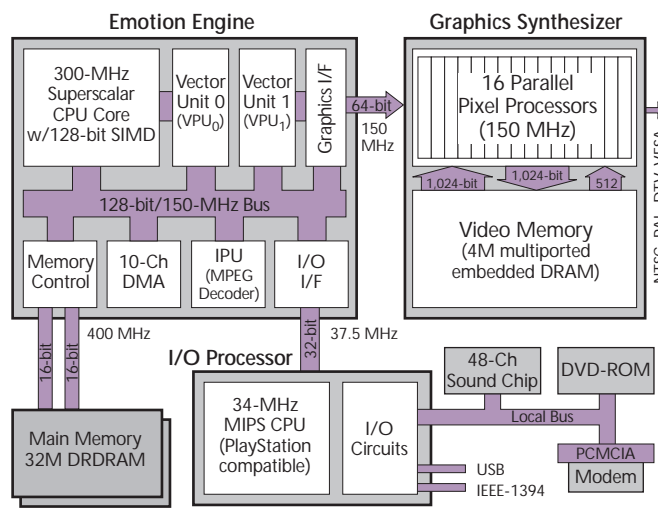 Emotion Engine
Graphics Synthesizer
300-MHz
Superscalar
CPU Core
w/128-bit SIMD
Vector
Unit 0
(VPU0)
Vector
Unit 1
(VPU1)
Graphics I/F
64-bit
150
MHz
16 Parallel
Pixel Processors
(150 MHz)
NTSC, PAL, DTV, VESA
1,024-bit
1,024-bit
512
128-bit/150-MHz Bus
Memory
Control
10-Ch
DMA
IPU
(MPEG
Decoder)
I/O
I/F
Video Memory
(4M multiported
embedded DRAM)
16-bit
16-bit
400 MHz
32-bit
37.5 MHz
I/O Processor
48-Ch
Sound Chip
DVD-ROM
Main Memory
32M DRDRAM
34-MHz
MIPS CPU
(PlayStation
compatible)
I/O
Circuits
Local Bus
PCMCIA
Modem
USB
IEEE-1394